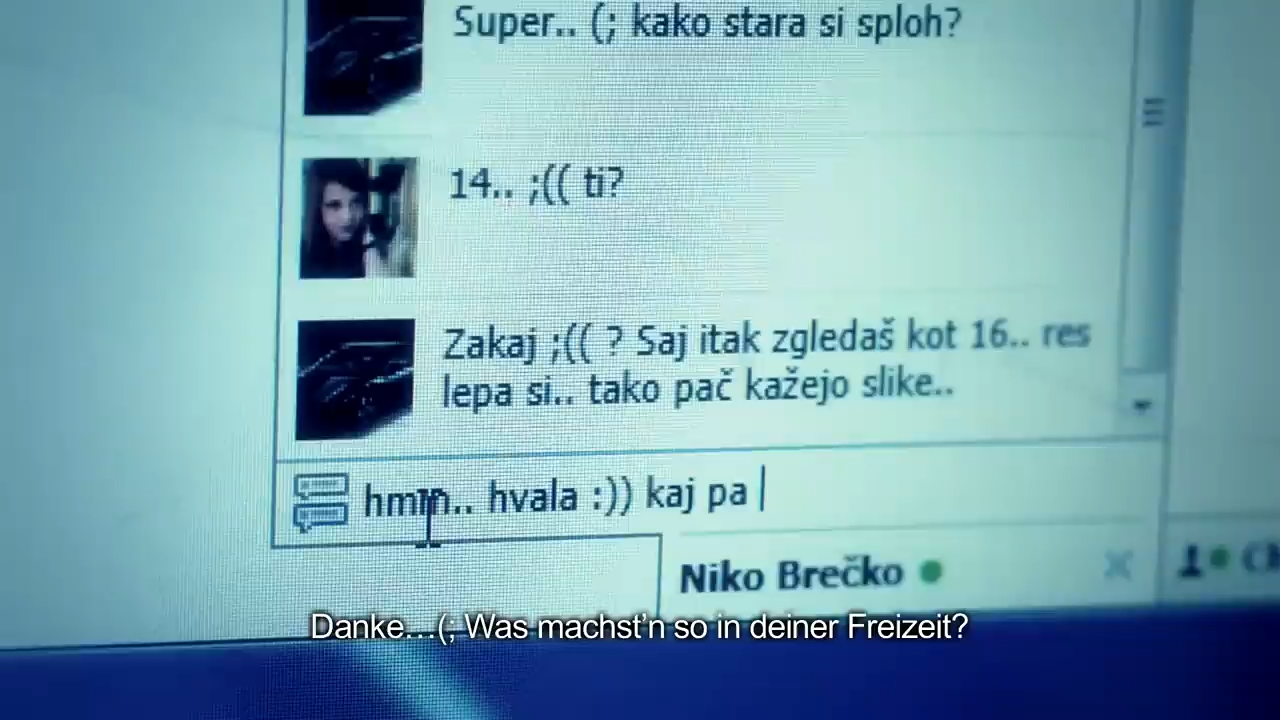 Super.. (; kako stara si sploh?
14.. ;(( ti?
Zakaj ;(( ? Saj itak zgledaš kot 16.. res
lepa si.. tako pač kažejo slike..
hmm.. hvala :)) kaj pa
Niko Brečko
Danke…(; Was machst’n so in deiner Freizeit?